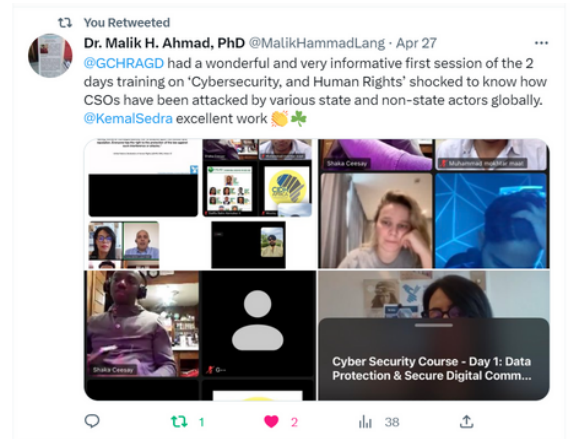 You Retweeted
Dr. Malik H. Ahmad, PhD @MalikHammadLang · Apr 27
@GCHRAGD had a wonderful and very informative first session of the 2
days training on ‘Cybersecurity, and Human Rights’ shocked to know how
CSOs have been attacked by various state and non-state actors globally.
@KemalSedra excellent work 👏☘️
Shaka Ceesay
Muhammad mokhtar maal
Shaka Ceesay
G--
Cyber Security Course - Day 1: Data
Protection & Secure Digital Comm...
1
2
38